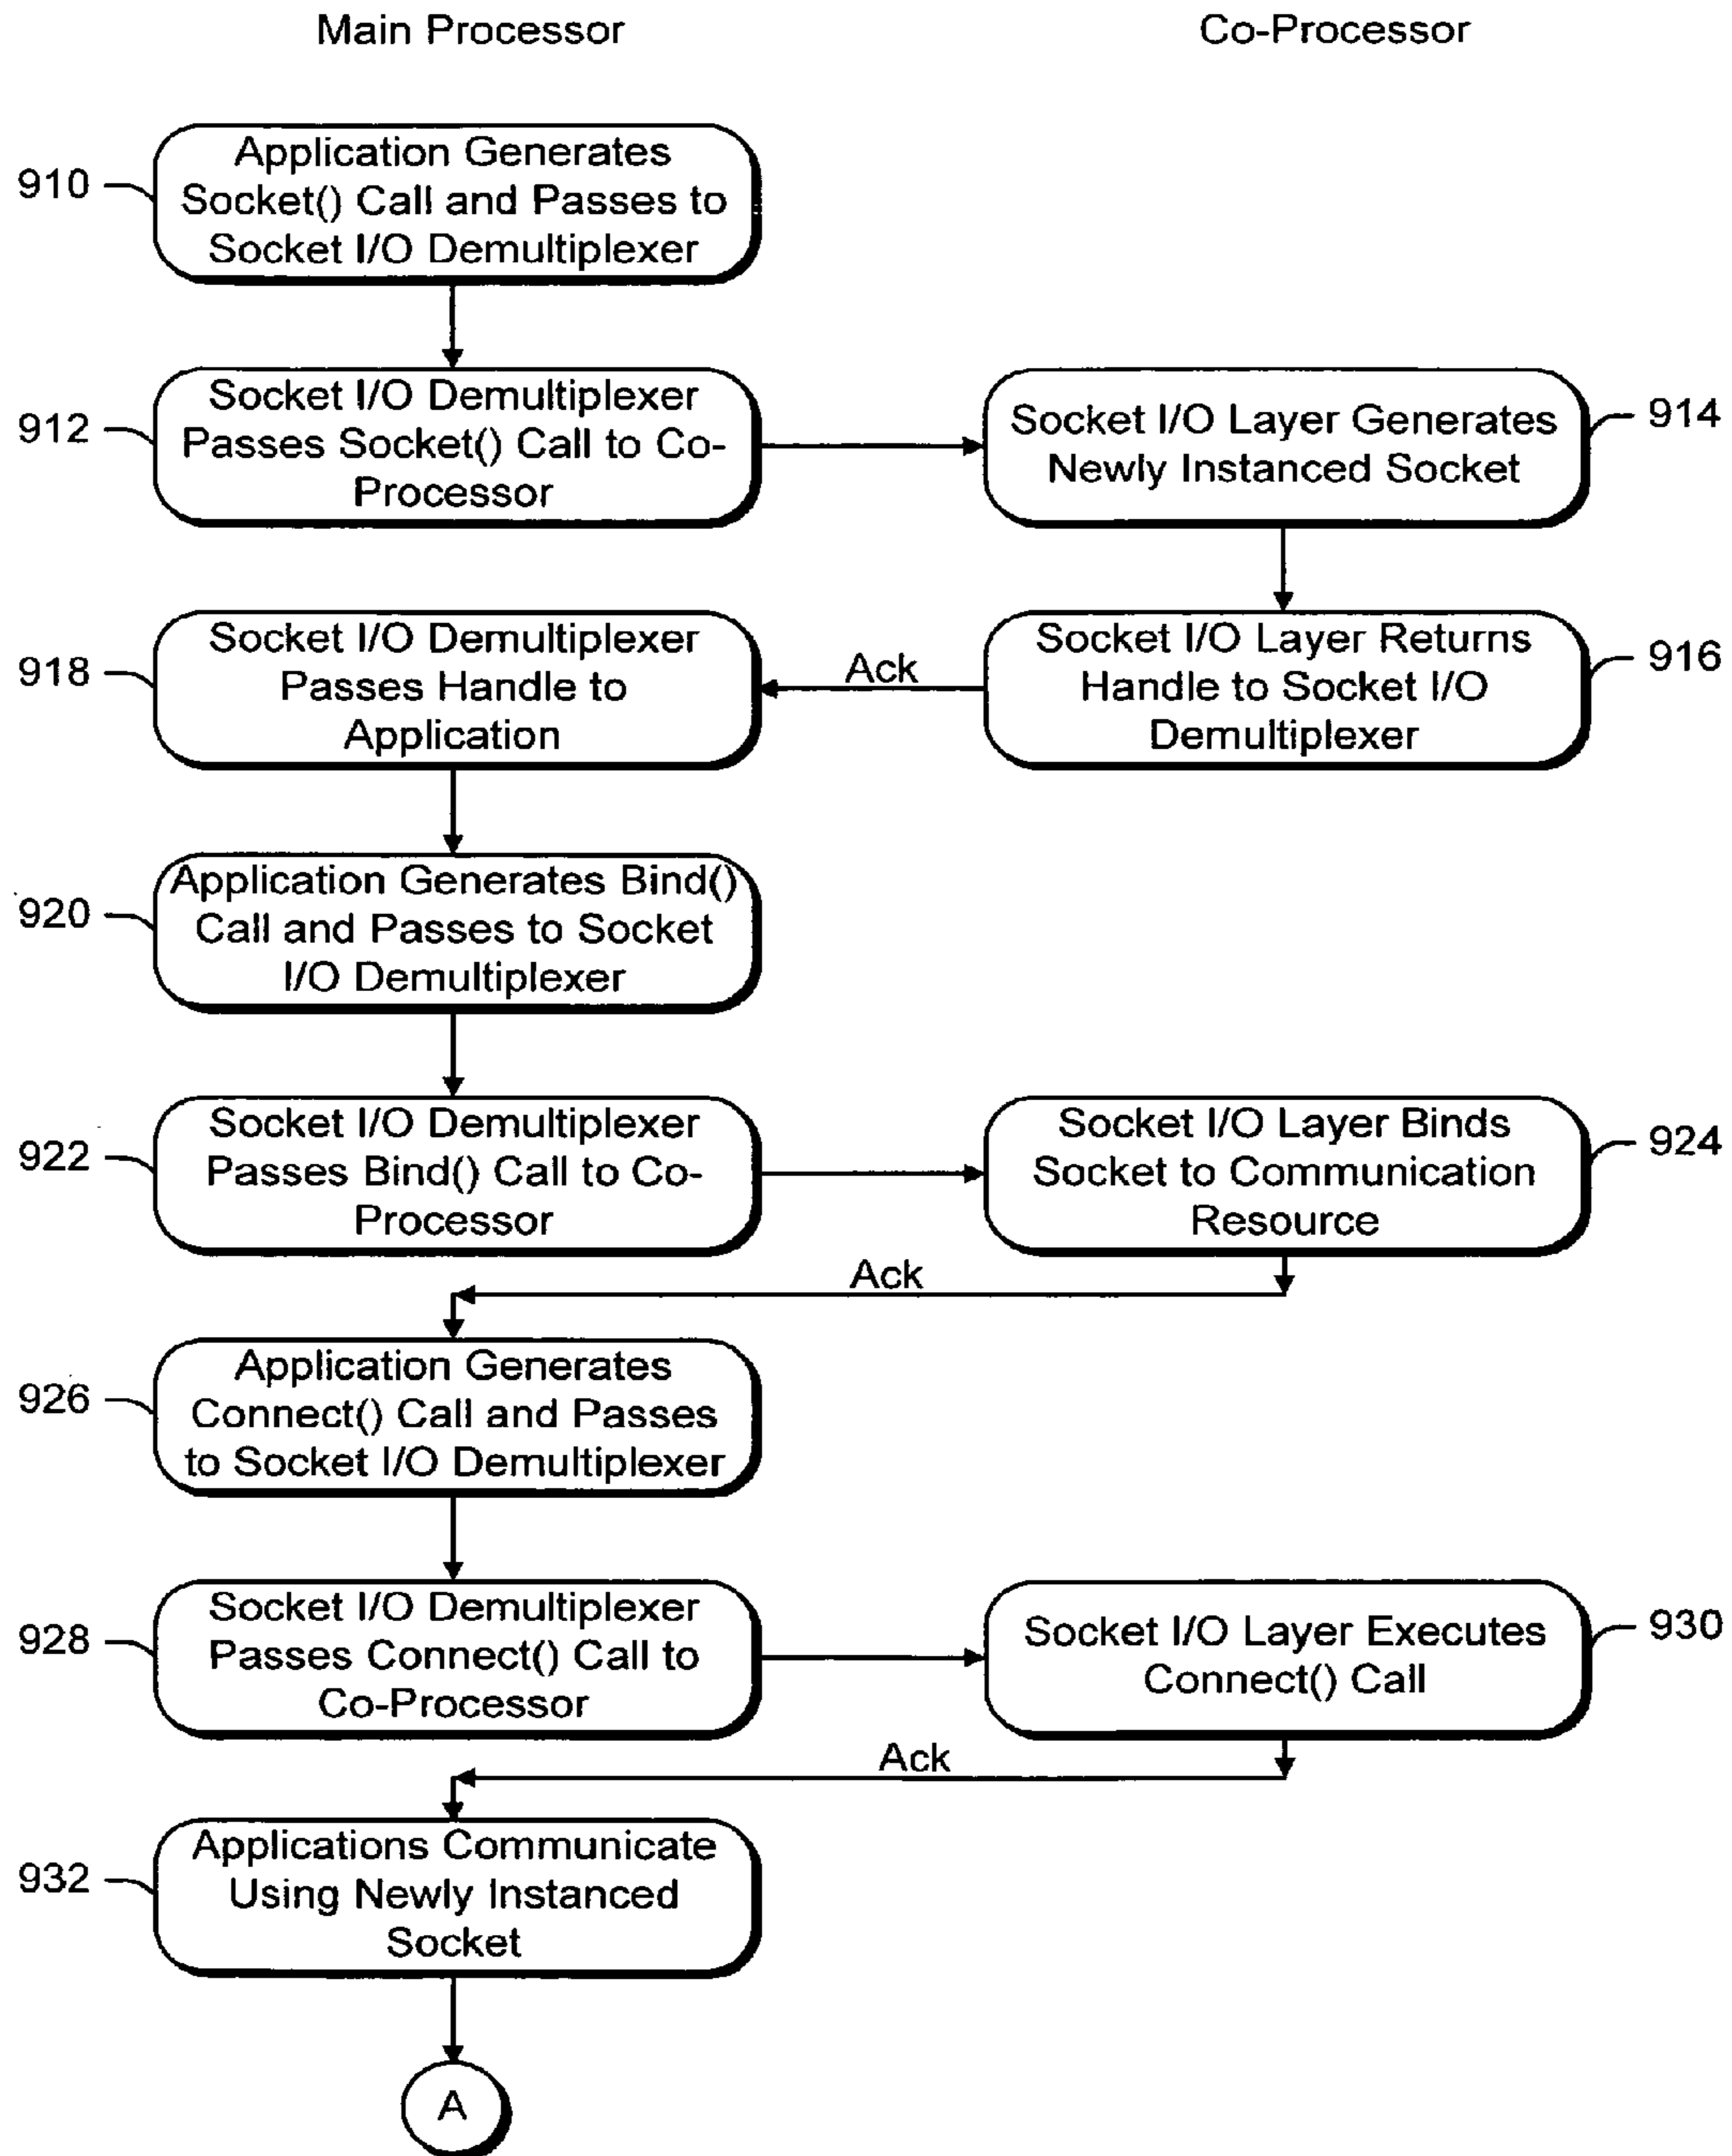 Main Processor
Co-Processor
910
Application Generates
Socket() Call and Passes to
Socket I/O Demultiplexer
912
Socket I/O Demultiplexer
Passes Socket() Call to Co-
Processor
Socket I/O Layer Generates
Newly Instanced Socket
914
918
Socket I/O Demultiplexer
Passes Handle to
Application
Ack
Socket I/O Layer Returns
Handle to Socket I/O
Demultiplexer
916
920
Application Generates Bind()
Call and Passes to Socket
I/O Demultiplexer
922
Socket I/O Demultiplexer
Passes Bind() Call to Co-
Processor
Socket I/O Layer Binds
Socket to Communication
Resource
924
Ack
926
Application Generates
Connect() Call and Passes
to Socket I/O Demultiplexer
928
Socket I/O Demultiplexer
Passes Connect() Call to
Co-Processor
Socket I/O Layer Executes
Connect() Call
930
Ack
932
Applications Communicate
Using Newly Instanced
Socket
A